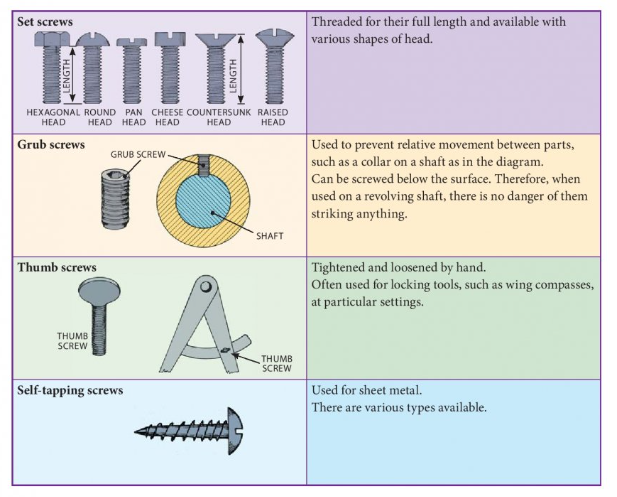 Set screws
LENGTH
LENGTH
HEXAGONAL ROUND PAN CHEESE COUNTERSUNK RAISED
HEAD HEAD HEAD HEAD HEAD HEAD
Threaded for their full length and available with
various shapes of head.
Grub screws
GRUB SCREW
SHAFT
Used to prevent relative movement between parts,
such as a collar on a shaft as in the diagram.
Can be screwed below the surface. Therefore, when
used on a revolving shaft, there is no danger of them
striking anything.
Thumb screws
THUMB
SCREW
THUMB
SCREW
Tightened and loosened by hand.
Often used for locking tools, such as wing compasses,
at particular settings.
Self-tapping screws
Used for sheet metal.
There are various types available.